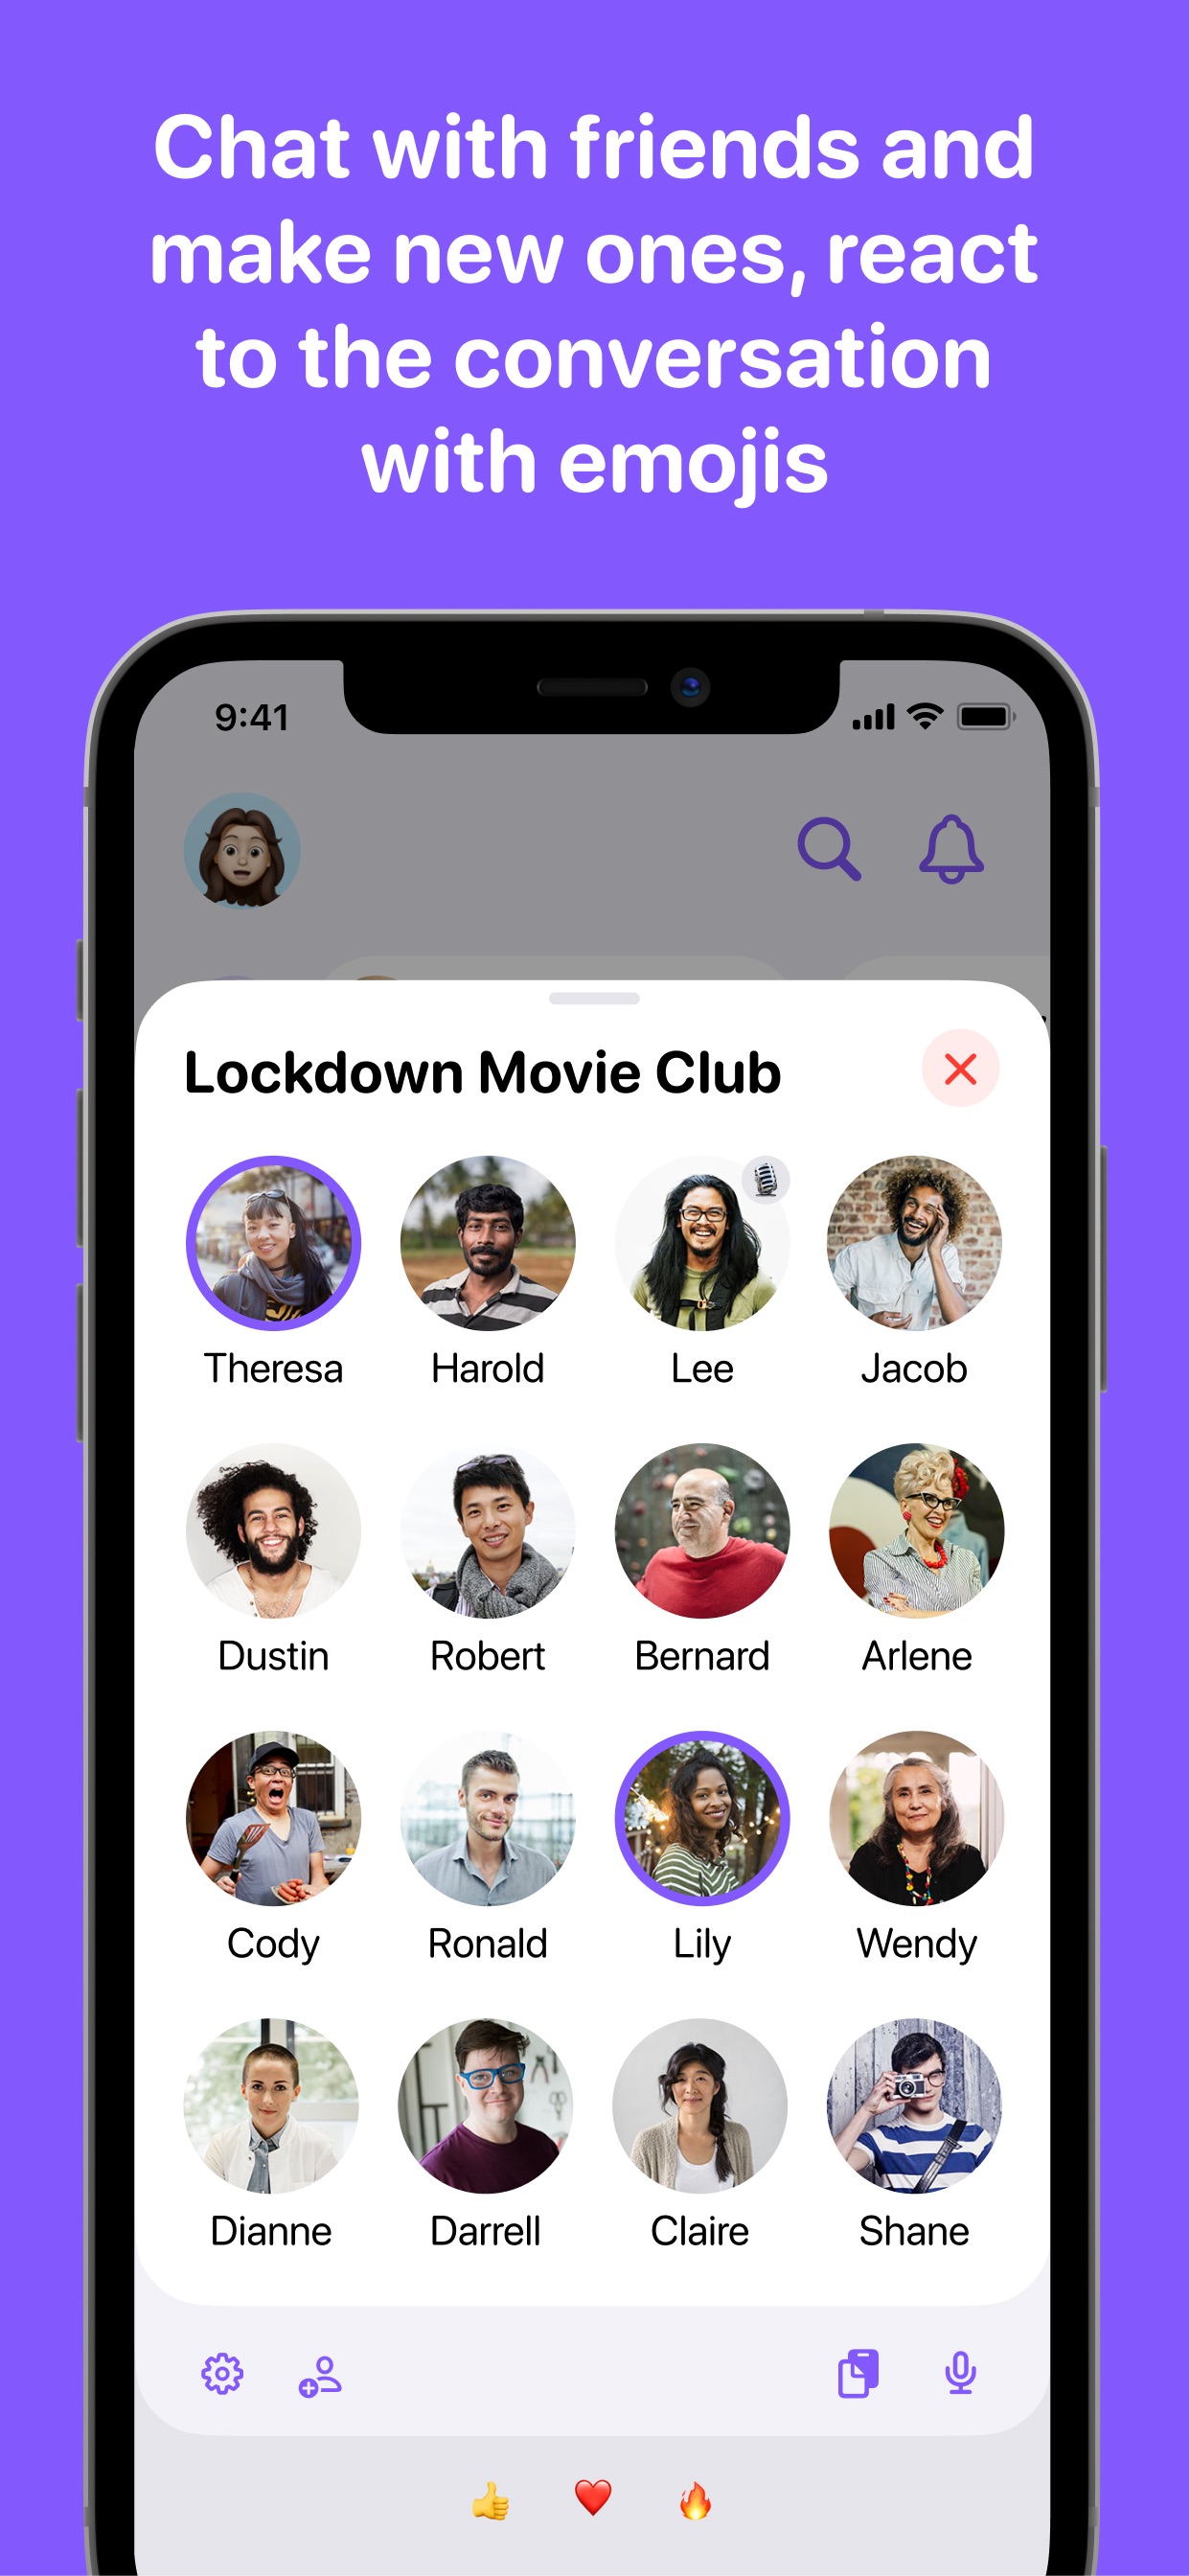 Chat with friends and
make new ones, react
to the conversation
with emojis
9:41
Lockdown Movie Club
Theresa Harold Lee Jacob
Dustin Robert Bernard Arlene
Cody Ronald Lily Wendy
Dianne Darrell Claire Shane